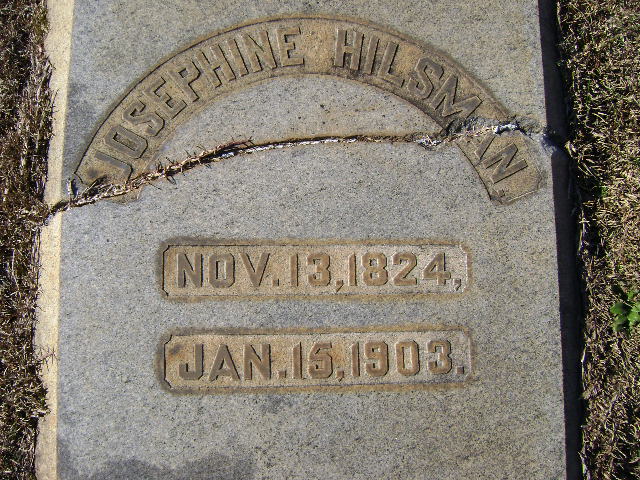 JOSEPHINE HILSMAN
NOV. 13, 1824,
JAN. 15, 1903.